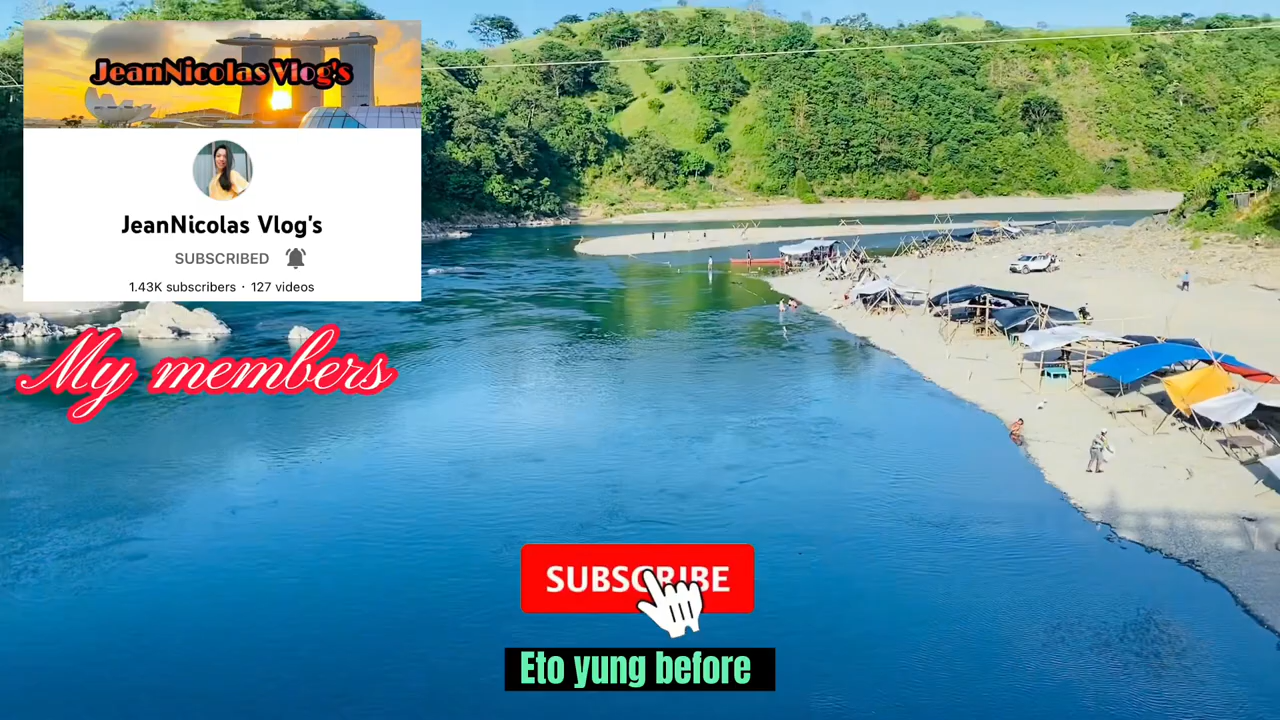 JeanNicolas Vlog's
JeanNicolas Vlog's
SUBSCRIBED
1.43K subscribers · 127 videos
My members
SUBSCRIBE
Eto yung before